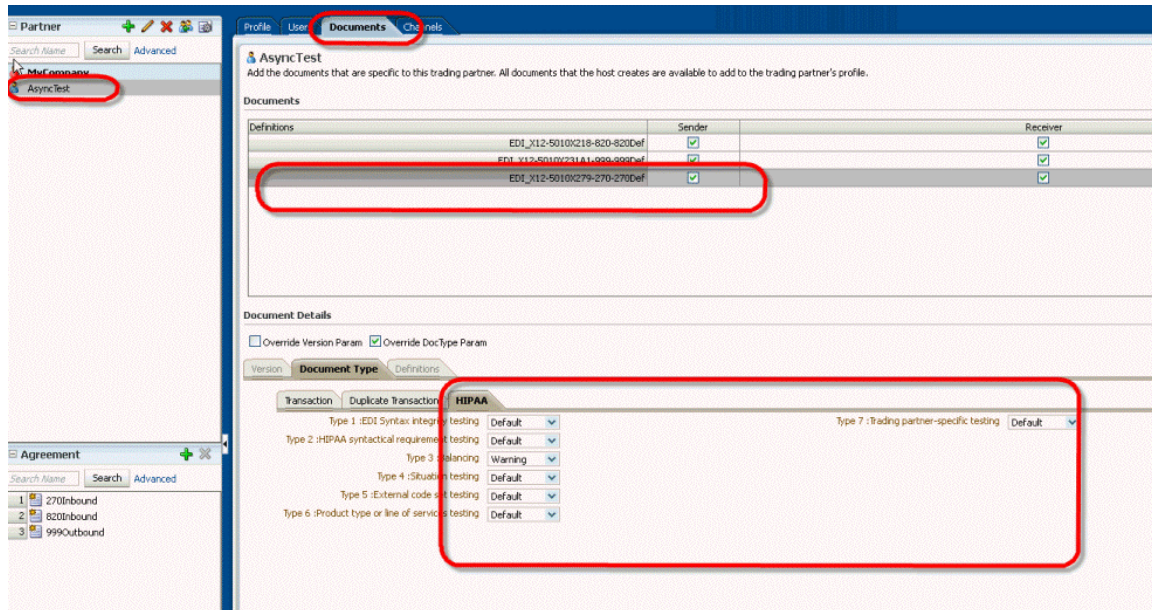 Partner
Profile User Documents Channels
Search Name Search Advanced
MyCompany
AsyncTest
AsyncTest
Add the documents that are specific to this trading partner. All documents that the host creates are available to add to the trading partner's profile.
Documents
Definitions Sender Receiver
EDI_X12-5010X218-820-820Def
EDI_X12-5010X231A1-999-999Def
EDI_X12-5010X279-270-270Def
Document Details
Override Version Param Override DocType Param
Version Document Type Definitions
Transaction Duplicate Transaction HIPAA
Type 1 :EDI Syntax integrity testing Default
Type 2 :HIPAA syntactical requirement testing Default
Type 3 :Balancing Warning
Type 4 :Situation testing Default
Type 5 :External code set testing Default
Type 6 :Product type or line of services testing Default
Type 7 :Trading partner-specific testing Default
Agreement
Search Name Search Advanced
1 270Inbound
2 820Inbound
3 999Outbound